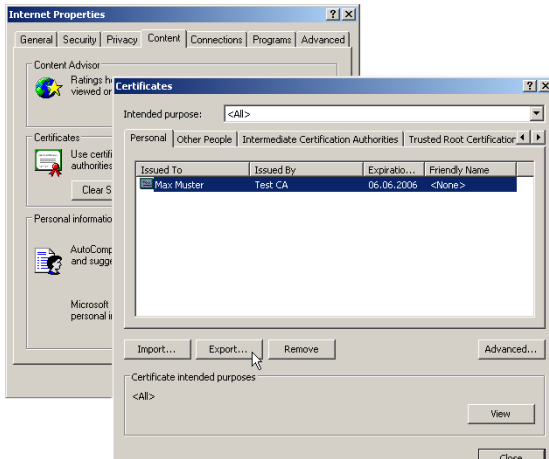 Internet Properties
General Security Privacy Content Connections Programs Advanced
Content Advisor
Ratings
viewed or
Certificates
Use certifi
authorities
Clear S
Personal informatio
AutoComp
and sugge
Microsoft
personal i
Certificates
Intended purpose: <All>
Personal Other People Intermediate Certification Authorities Trusted Root Certification
Issued To Issued By Expiratio... Friendly Name
Max Muster Test CA 06.06.2006 <None>
Import... Export... Remove Advanced...
Certificate intended purposes
<All>
View
Close